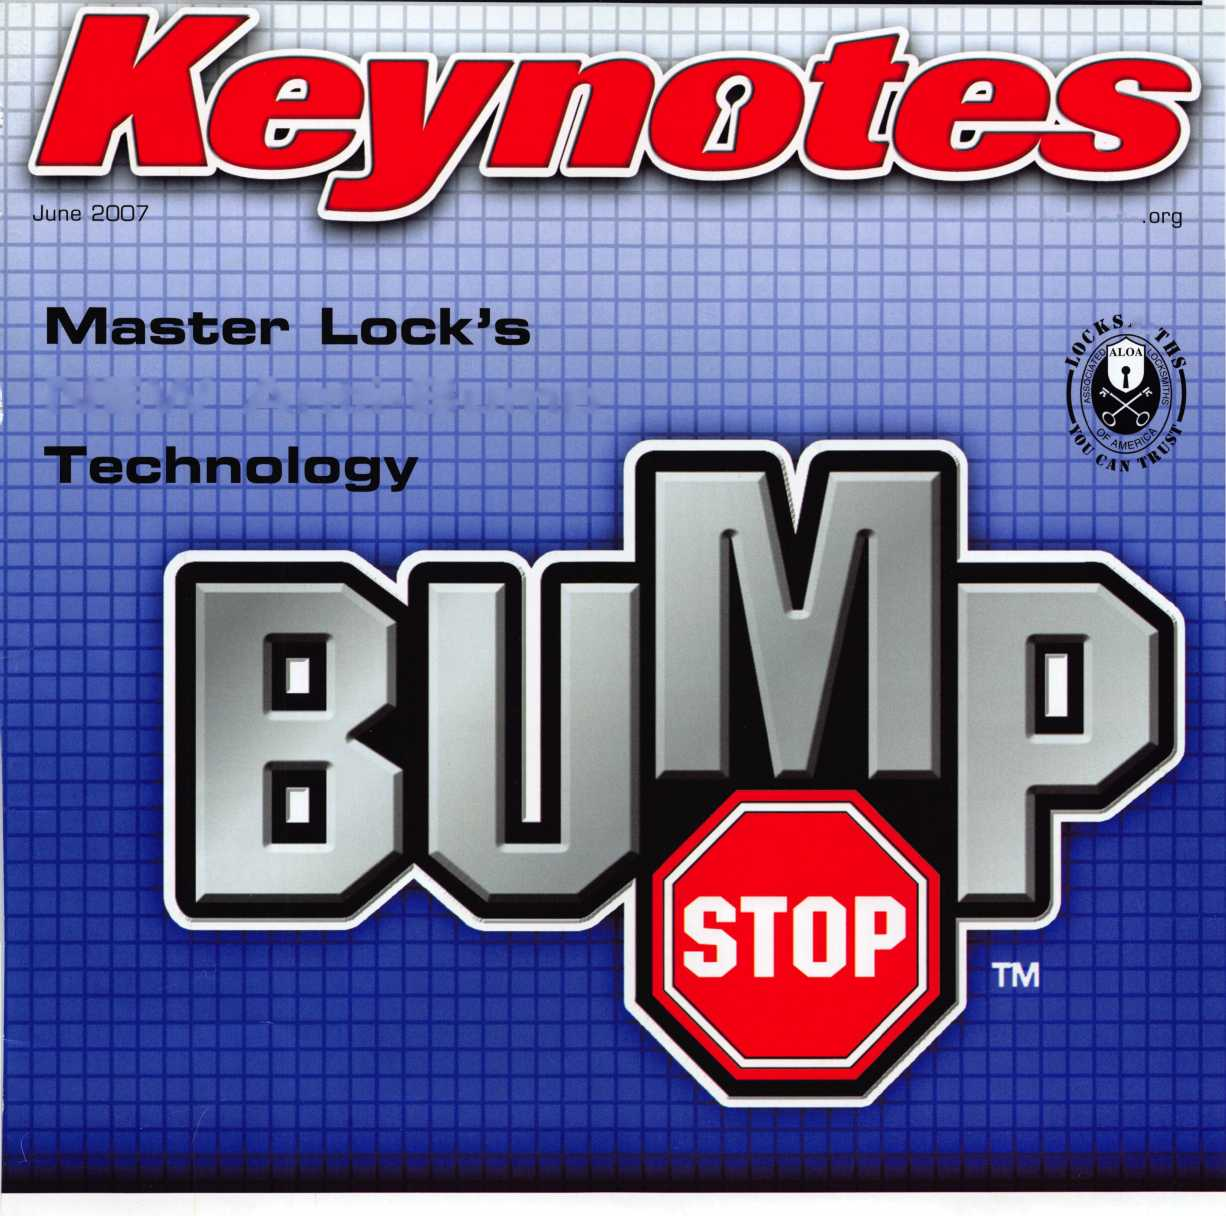 Keynotes
June 2007
.org
Master Lock's
Technology
LOCKS THS
ASSOCIATED LOCKSMITHS
ALOA
OF AMERICA
YOU CAN TRUST
BUMP
STOP
TM